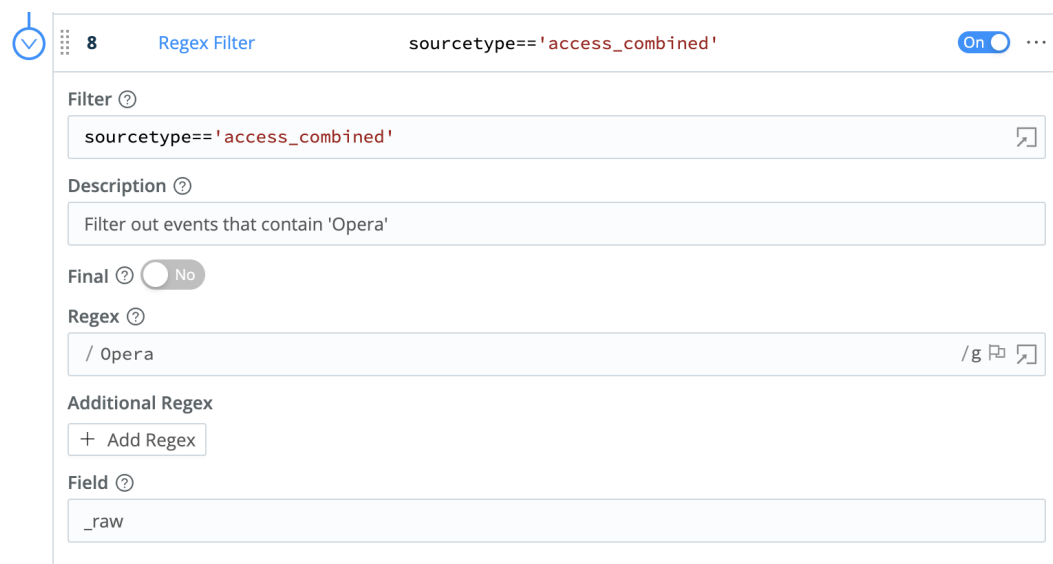 8 Regex Filter sourcetype=='access_combined' On ...
Filter ?
sourcetype=='access_combined'
Description ?
Filter out events that contain 'Opera'
Final ? No
Regex ?
/ Opera /g
Additional Regex
+ Add Regex
Field ?
_raw